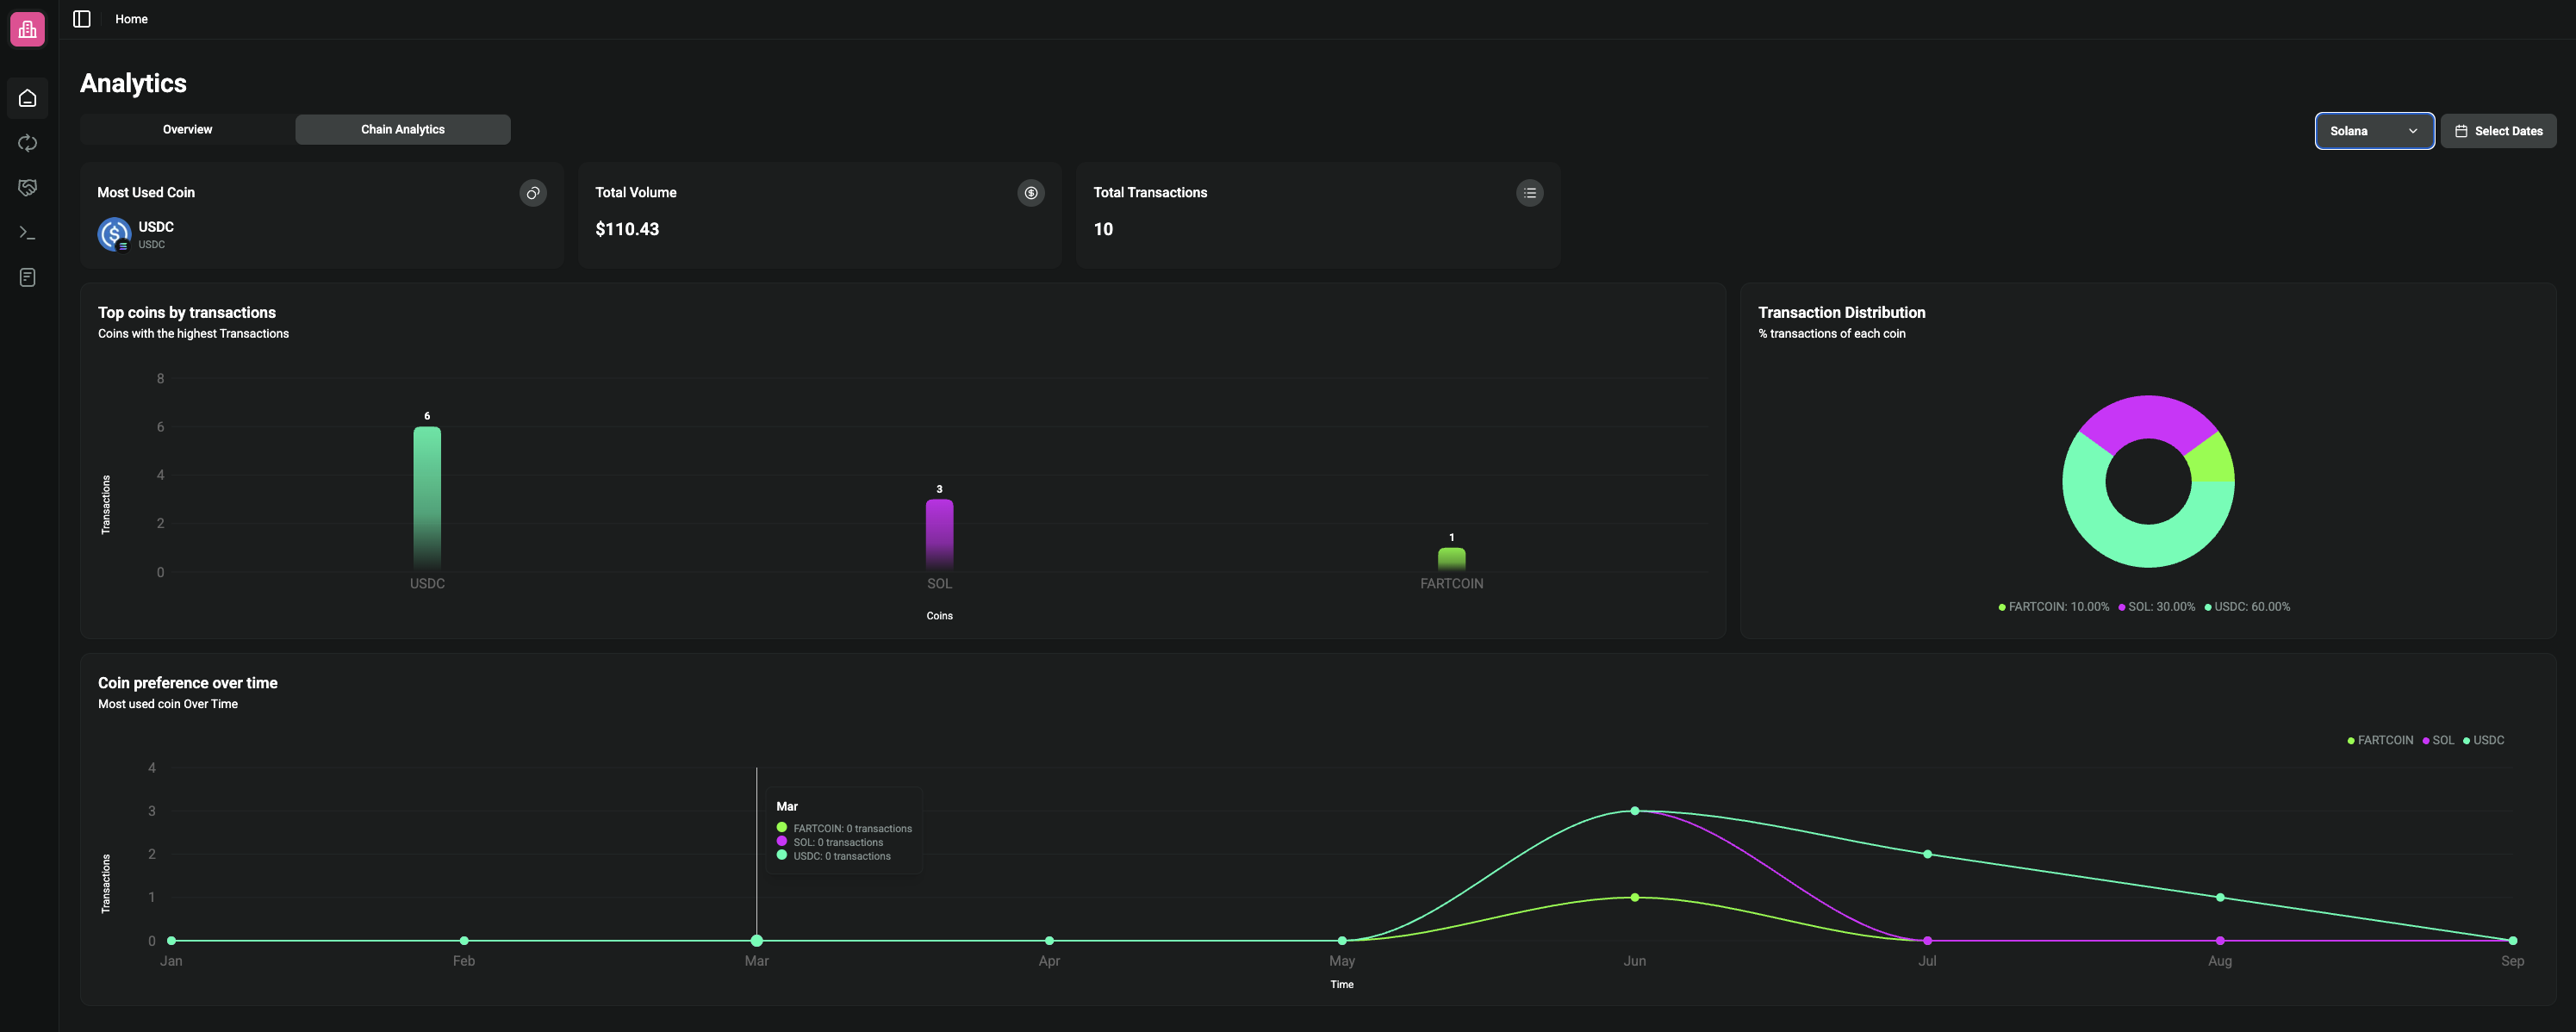 Home
Analytics
Overview
Chain Analytics
Solana
Select Dates
Most Used Coin
USDC
USDC
Total Volume
$110.43
Total Transactions
10
Top coins by transactions
Coins with the highest Transactions
8
6
4
2
0
Transactions
6
3
1
USDC
SOL
FARTCOIN
Coins
Transaction Distribution
% transactions of each coin
FARTCOIN: 10.00%
SOL: 30.00%
USDC: 60.00%
Coin preference over time
Most used coin Over Time
FARTCOIN
SOL
USDC
4
3
2
1
0
Transactions
Mar
FARTCOIN: 0 transactions
SOL: 0 transactions
USDC: 0 transactions
Jan
Feb
Mar
Apr
May
Jun
Jul
Aug
Sep
Time